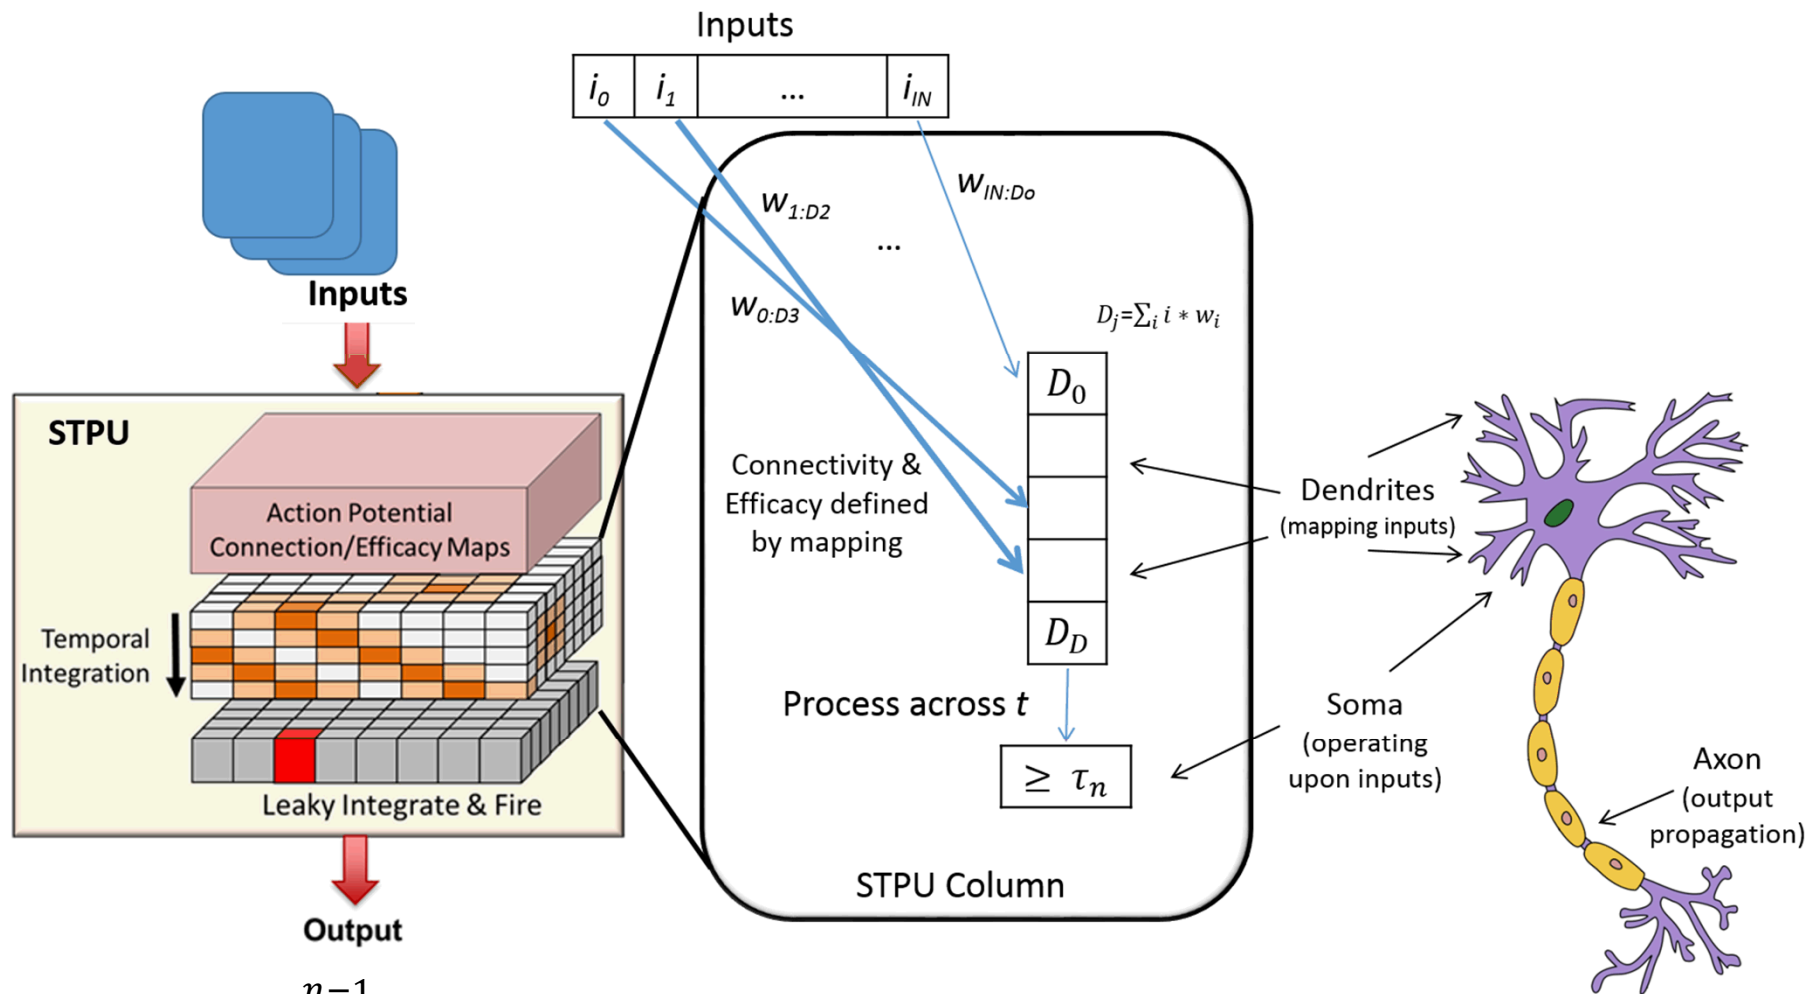 Inputs
i0 i1 ... iIN
wIN:Do
w1:D2
...
w0:D3
Dj=∑i i ∗ wi
D0
Connectivity &
Efficacy defined
by mapping
DD
Process across t
≥ τn
STPU Column
Inputs
STPU
Action Potential
Connection/Efficacy Maps
Temporal
Integration
Leaky Integrate & Fire
Output
n−1
Dendrites
(mapping inputs)
Soma
(operating
upon inputs)
Axon
(output
propagation)